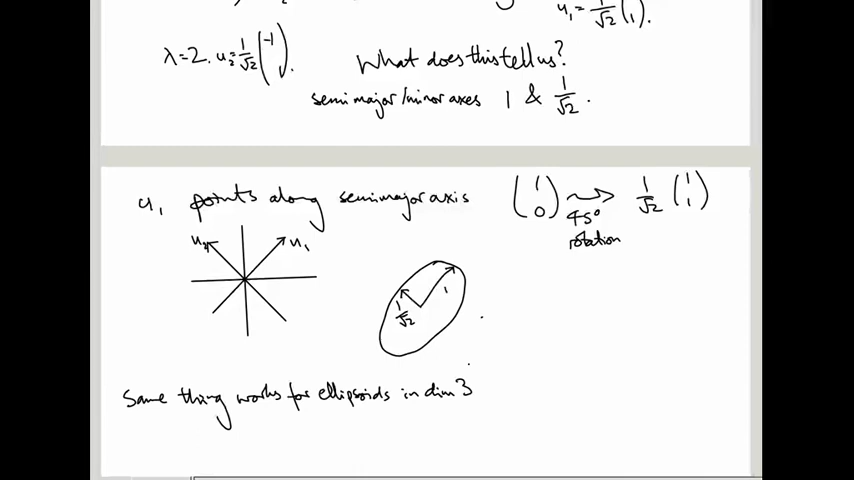 u₁ = 1/√2 (1 1).
λ=2. u₂ = 1/√2 (-1 1).
What does this tell us?
semimajor/minor axes 1 & 1/√2.
u₁ points along semimajor axis
(1 0) ⇝ 1/√2 (1 1)
45°
rotation
u₂ u₁
1/√2 1
Same thing works for ellipsoids in dim 3